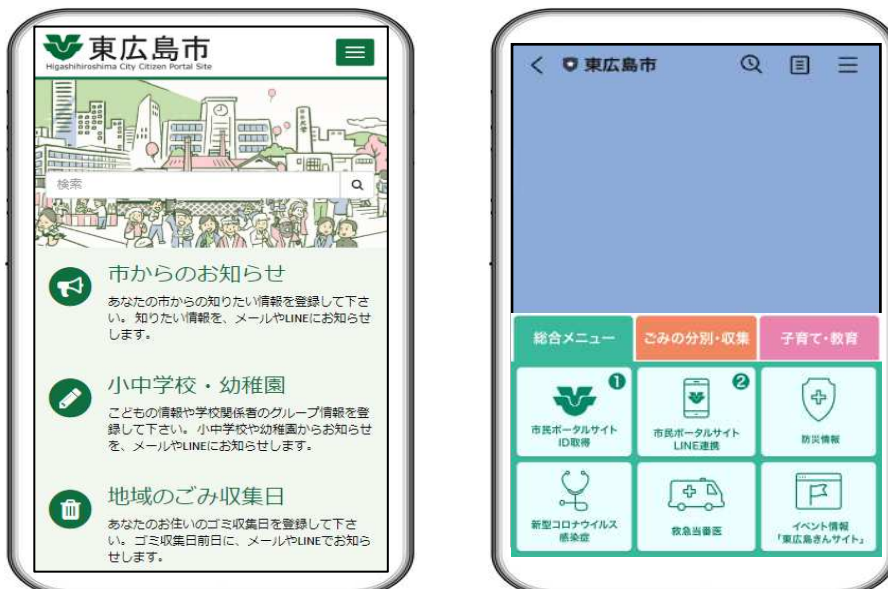 東広島市
Higashihiroshima City Citizen Portal Site
検索
市からのお知らせ
あなたの市からの知りたい情報を登録して下さ
い。知りたい情報を、メールやLINEにお知らせ
します。
小中学校・幼稚園
こどもの情報や学校関係者のグループ情報を登
録して下さい。小中学校や幼稚園からお知らせ
を、メールやLINEにお知らせします。
地域のごみ収集日
あなたのお住いのゴミ収集日を登録して下さ
い。ゴミ収集日前日に、メールやLINEでお知ら
せします。
東広島市
総合メニュー
ごみの分別・収集
子育て・教育
❶
市民ポータルサイト
ID取得
❷
市民ポータルサイト
LINE連携
防災情報
新型コロナウイルス
感染症
救急当番医
イベント情報
「東広島きんサイト」